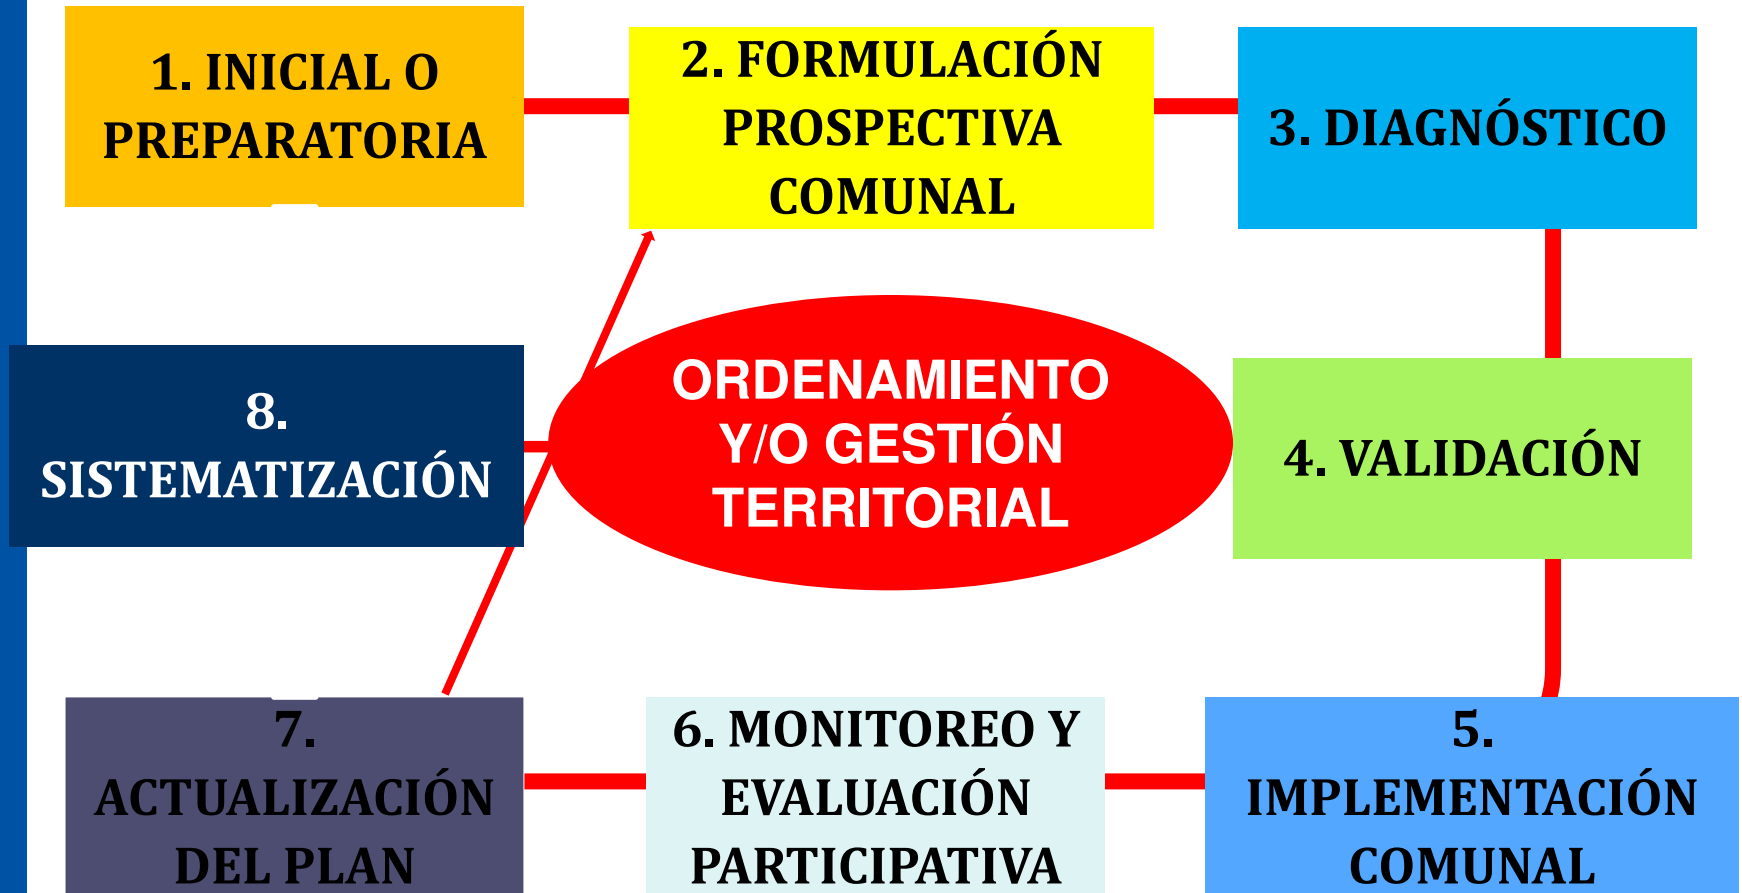 1. INICIAL O
PREPARATORIA
2. FORMULACIÓN
PROSPECTIVA
COMUNAL
3. DIAGNÓSTICO
ORDENAMIENTO
Y/O GESTIÓN
TERRITORIAL
4. VALIDACIÓN
5.
IMPLEMENTACIÓN
COMUNAL
6. MONITOREO Y
EVALUACIÓN
PARTICIPATIVA
7.
ACTUALIZACIÓN
DEL PLAN
8.
SISTEMATIZACIÓN